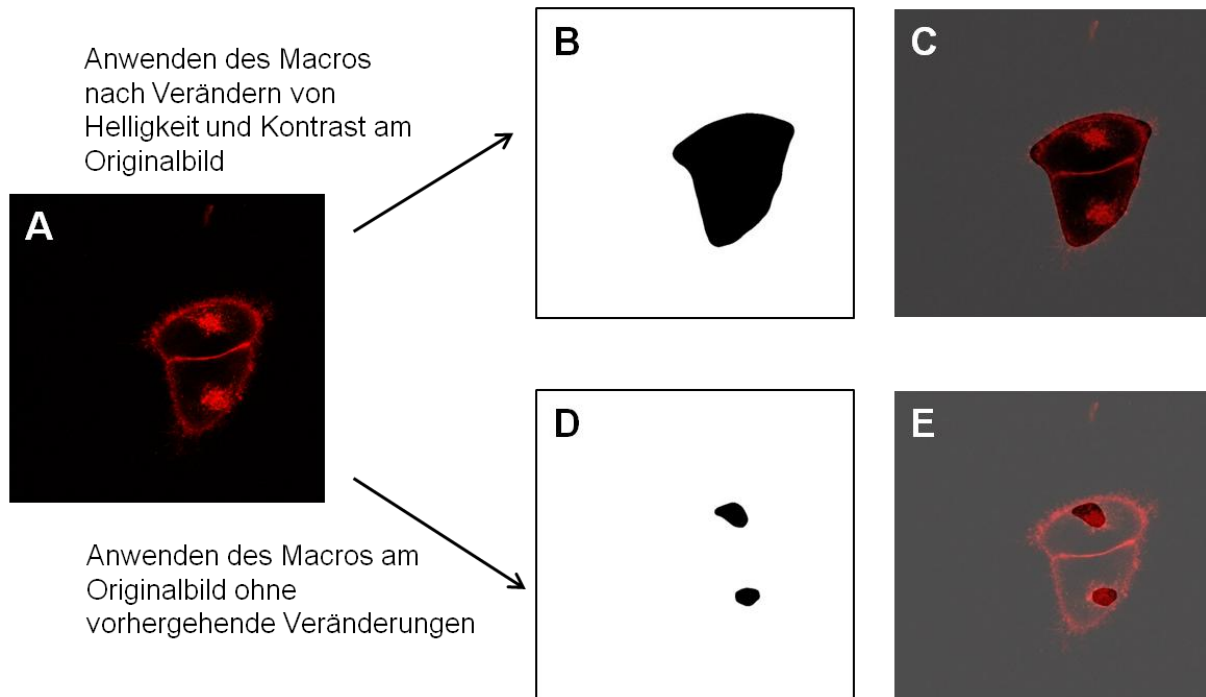 Anwenden des Macros
nach Verändern von
Helligkeit und Kontrast am
Originalbild
A
B
C
Anwenden des Macros am
Originalbild ohne
vorhergehende Veränderungen
D
E